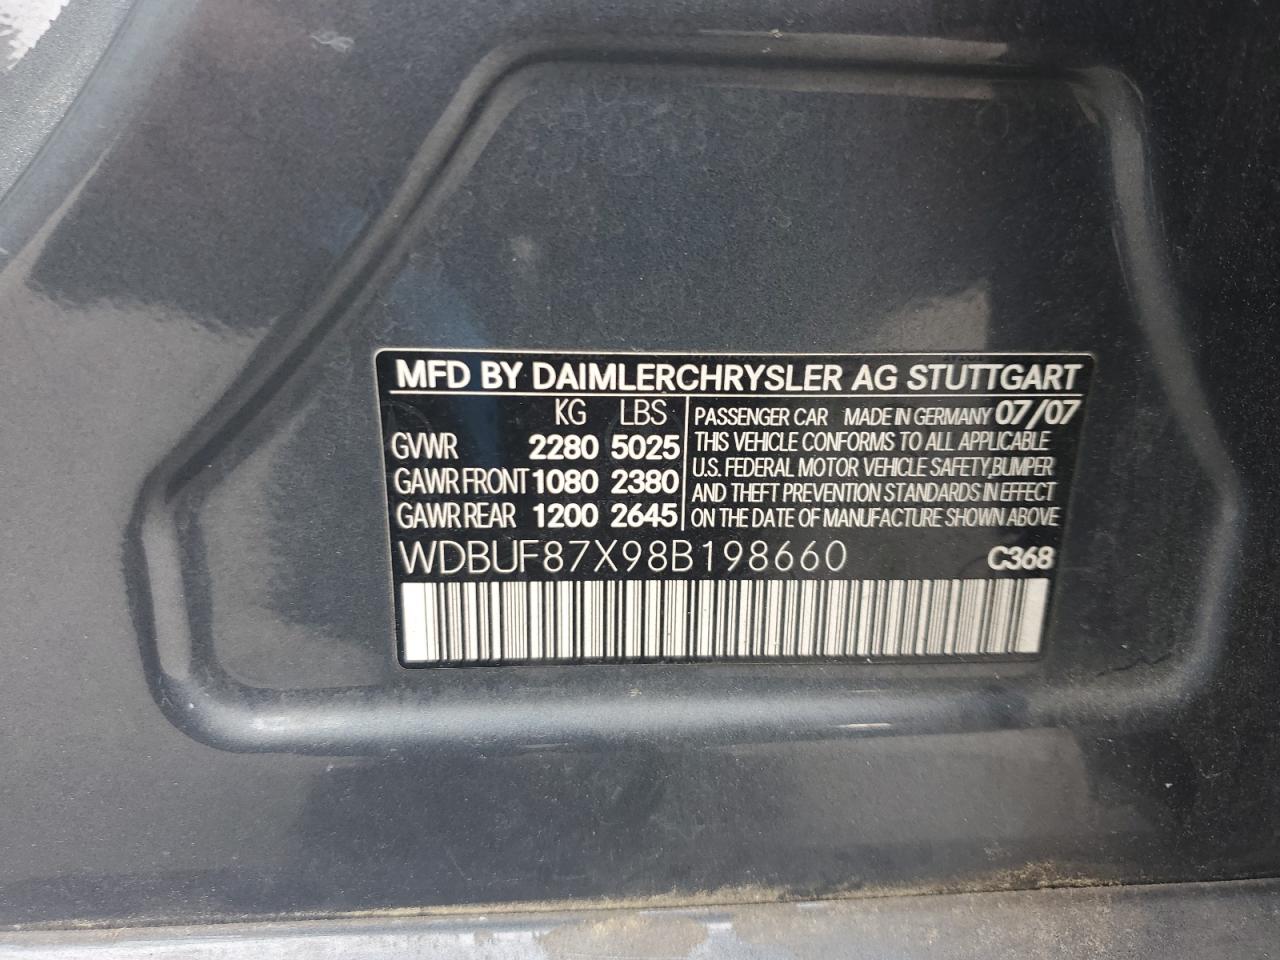 MFD BY DAIMLERCHRYSLER AG STUTTGART
KG LBS
GVWR 2280 5025
GAWR FRONT 1080 2380
GAWR REAR 1200 2645
PASSENGER CAR MADE IN GERMANY 07/07
THIS VEHICLE CONFORMS TO ALL APPLICABLE
U.S. FEDERAL MOTOR VEHICLE SAFETY,BUMPER
AND THEFT PREVENTION STANDARDS IN EFFECT
ON THE DATE OF MANUFACTURE SHOWN ABOVE
WDBUF87X98B198660 C368